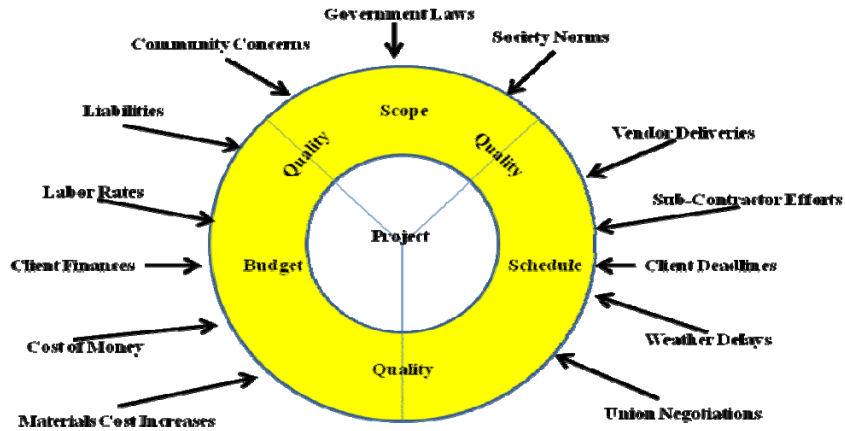 Government Laws
Community Concerns
Society Norms
Scope
Liabilities
Quality
Quality
Vendor Deliveries
Labor Rates
Sub-Contractor Efforts
Project
Client Finances
Budget
Schedule
Client Deadlines
Cost of Money
Weather Delays
Quality
Materials Cost Increases
Union Negotiations